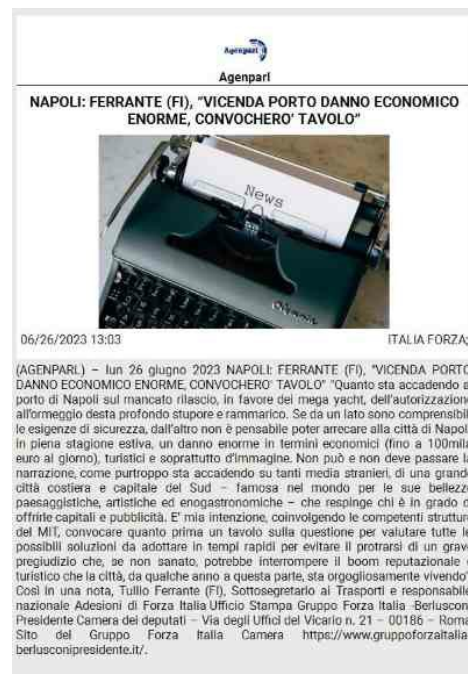 Agenparl
Agenparl
NAPOLI: FERRANTE (FI), “VICENDA PORTO DANNO ECONOMICO
ENORME, CONVOCHERO’ TAVOLO”
News
Olympia
06/26/2023 13:03
ITALIA FORZA;
(AGENPARL) – lun 26 giugno 2023 NAPOLI: FERRANTE (FI), “VICENDA PORTO
DANNO ECONOMICO ENORME, CONVOCHERO’ TAVOLO” “Quanto sta accadendo a
porto di Napoli sul mancato rilascio, in favore dei mega yacht, dell’autorizzazione
all’ormeggio desta profondo stupore e rammarico. Se da un lato sono comprensibil
le esigenze di sicurezza, dall’altro non è pensabile poter arrecare alla città di Napoli
in piena stagione estiva, un danno enorme in termini economici (fino a 100mila
euro al giorno), turistici e soprattutto d’immagine. Non può e non deve passare la
narrazione, come purtroppo sta accadendo su tanti media stranieri, di una grande
città costiera e capitale del Sud – famosa nel mondo per le sue bellezze
paesaggistiche, artistiche ed enogastronomiche – che respinge chi è in grado d
offrirle capitali e pubblicità. E’ mia intenzione, coinvolgendo le competenti struttur
del MIT, convocare quanto prima un tavolo sulla questione per valutare tutte le
possibili soluzioni da adottare in tempi rapidi per evitare il protrarsi di un grave
pregiudizio che, se non sanato, potrebbe interrompere il boom reputazionale e
turistico che la città, da qualche anno a questa parte, sta orgogliosamente vivendo”
Così in una nota, Tullio Ferrante (FI), Sottosegretario ai Trasporti e responsabile
nazionale Adesioni di Forza Italia Ufficio Stampa Gruppo Forza Italia -Berluscon
Presidente Camera dei deputati – Via degli Uffici del Vicario n. 21 – 00186 – Roma
Sito del Gruppo Forza Italia Camera https://www.gruppoforzaitalia
berlusconipresidente.it/.